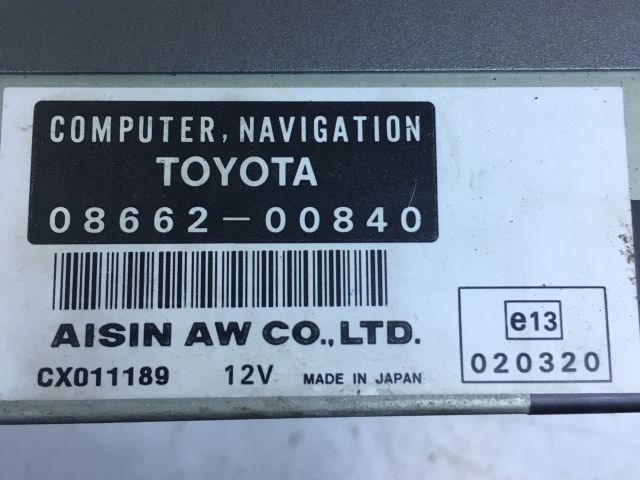 COMPUTER, NAVIGATION
TOYOTA
08662-00840
AISIN AW CO., LTD.
CX011189 12V MADE IN JAPAN
e13
020320